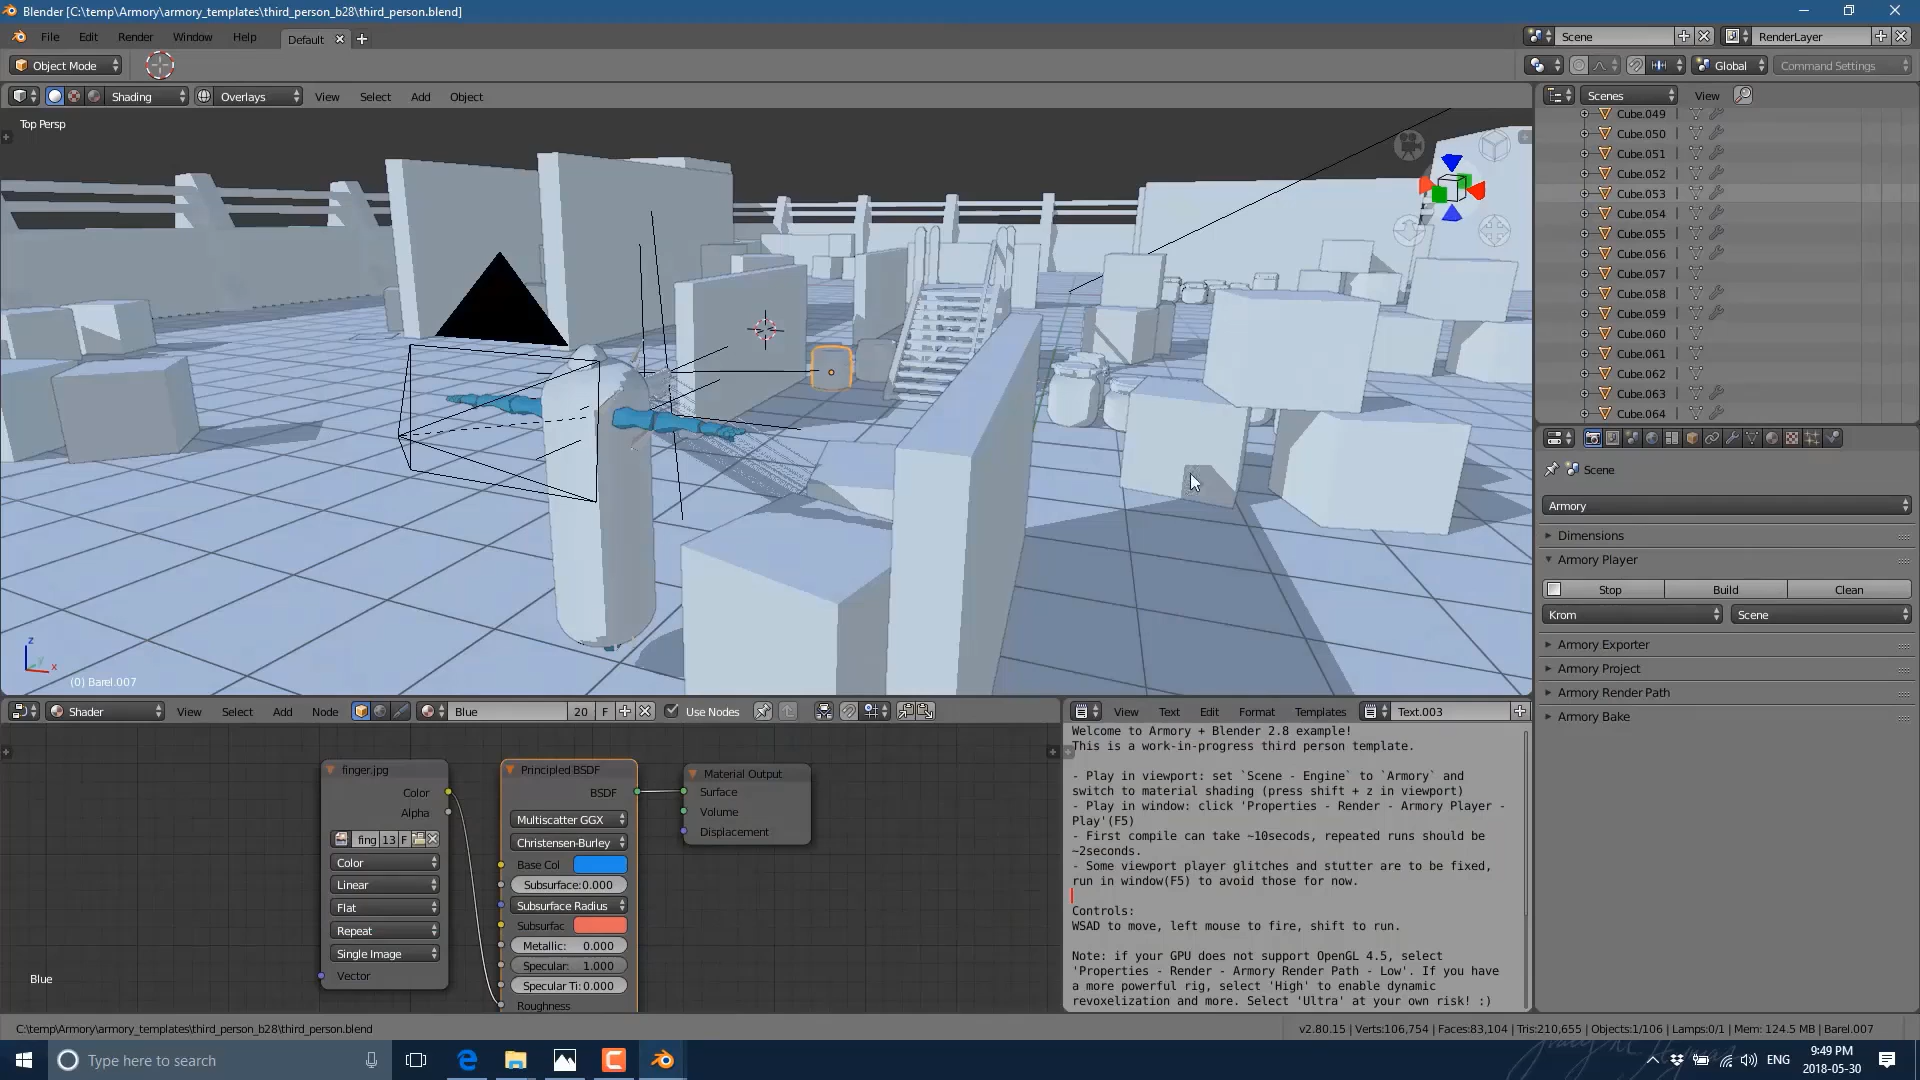 Blender [C:\temp\Armory\armory_templates\third_person_b28\third_person.blend]
File Edit Render Window Help Default Scene RenderLayer
Object Mode Global Command Settings
Shading Overlays View Select Add Object Scenes View
Top Persp
Cube.049
Cube.050
Cube.051
Cube.052
Cube.053
Cube.054
Cube.055
Cube.056
Cube.057
Cube.058
Cube.059
Cube.060
Cube.061
Cube.062
Cube.063
Cube.064
Scene
Armory
Dimensions
Armory Player
Stop Build Clean
Krom Scene
Armory Exporter
Armory Project
Armory Render Path
Armory Bake
z
x
(0) Barel.007
Shader View Select Add Node Blue 20 F Use Nodes
finger.jpg
Color
Alpha
fing 13 F
Color
Linear
Flat
Repeat
Single Image
Vector
Principled BSDF
BSDF
Multiscatter GGX
Christensen-Burley
Base Col
Subsurface:0.000
Subsurface Radius
Subsurfac
Metallic: 0.000
Specular: 1.000
Specular Ti:0.000
Roughness
Material Output
Surface
Volume
Displacement
Blue
View Text Edit Format Templates Text.003
Welcome to Armory + Blender 2.8 example!
This is a work-in-progress third person template.
- Play in viewport: set `Scene - Engine` to `Armory` and
switch to material shading (press shift + z in viewport)
- Play in window: click 'Properties - Render - Armory Player -
Play'(F5)
- First compile can take ~10secods, repeated runs should be
~2seconds.
- Some viewport player glitches and stutter are to be fixed,
run in window(F5) to avoid those for now.
Controls:
WSAD to move, left mouse to fire, shift to run.
Note: if your GPU does not support OpenGL 4.5, select
'Properties - Render - Armory Render Path - Low'. If you have
a more powerful rig, select 'High' to enable dynamic
revoxelization and more. Select 'Ultra' at your own risk! :)
C:\temp\Armory\armory_templates\third_person_b28\third_person.blend
v2.80.15 | Verts:106,754 | Faces:83,104 | Tris:210,655 | Objects:1/106 | Lamps:0/1 | Mem: 124.5 MB | Barel.007
Type here to search
ENG
9:49 PM
2018-05-30